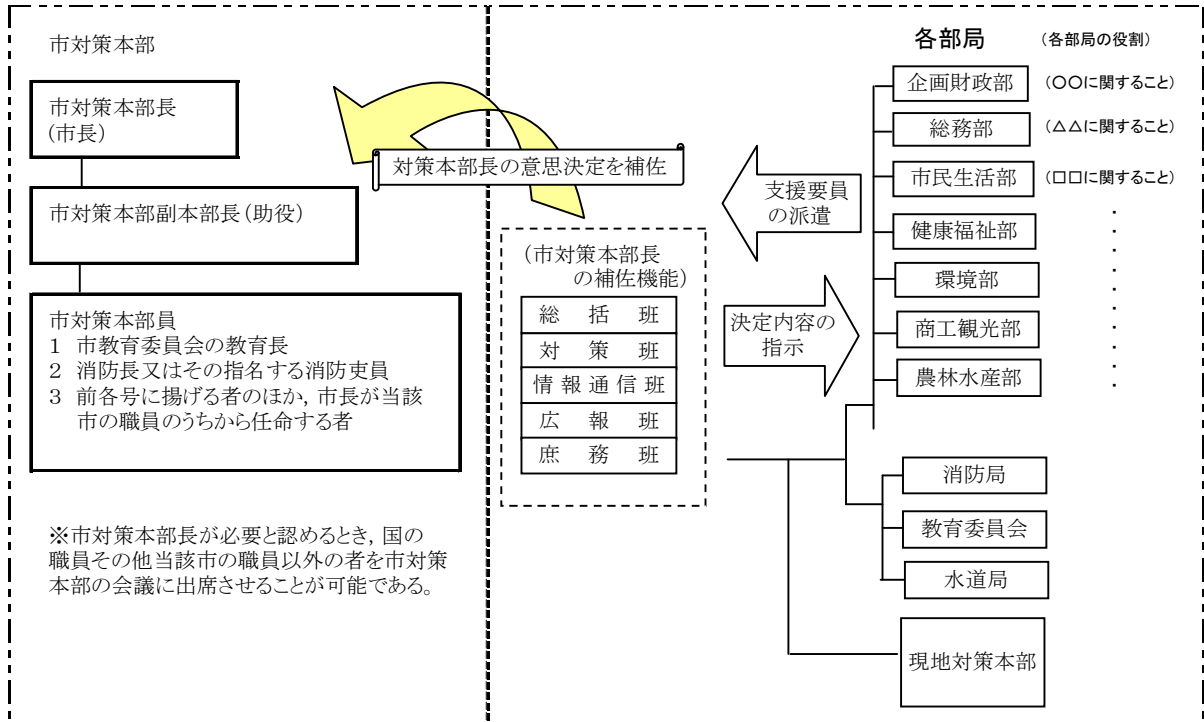 市対策本部
市対策本部長
(市長)
市対策本部副本部長(助役)
市対策本部員
1 市教育委員会の教育長
2 消防長又はその指名する消防吏員
3 前各号に揚げる者のほか,市長が当該
市の職員のうちから任命する者
※市対策本部長が必要と認めるとき,国の
職員その他当該市の職員以外の者を市対策
本部の会議に出席させることが可能である。
対策本部長の意思決定を補佐
(市対策本部長
の補佐機能)
総括班
対策班
情報通信班
広報班
庶務班
支援要員
の派遣
決定内容の
指示
各部局 (各部局の役割)
企画財政部 (○○に関すること)
総務部 (△△に関すること)
市民生活部 (□□に関すること)
健康福祉部
環境部
商工観光部
農林水産部
消防局
教育委員会
水道局
現地対策本部